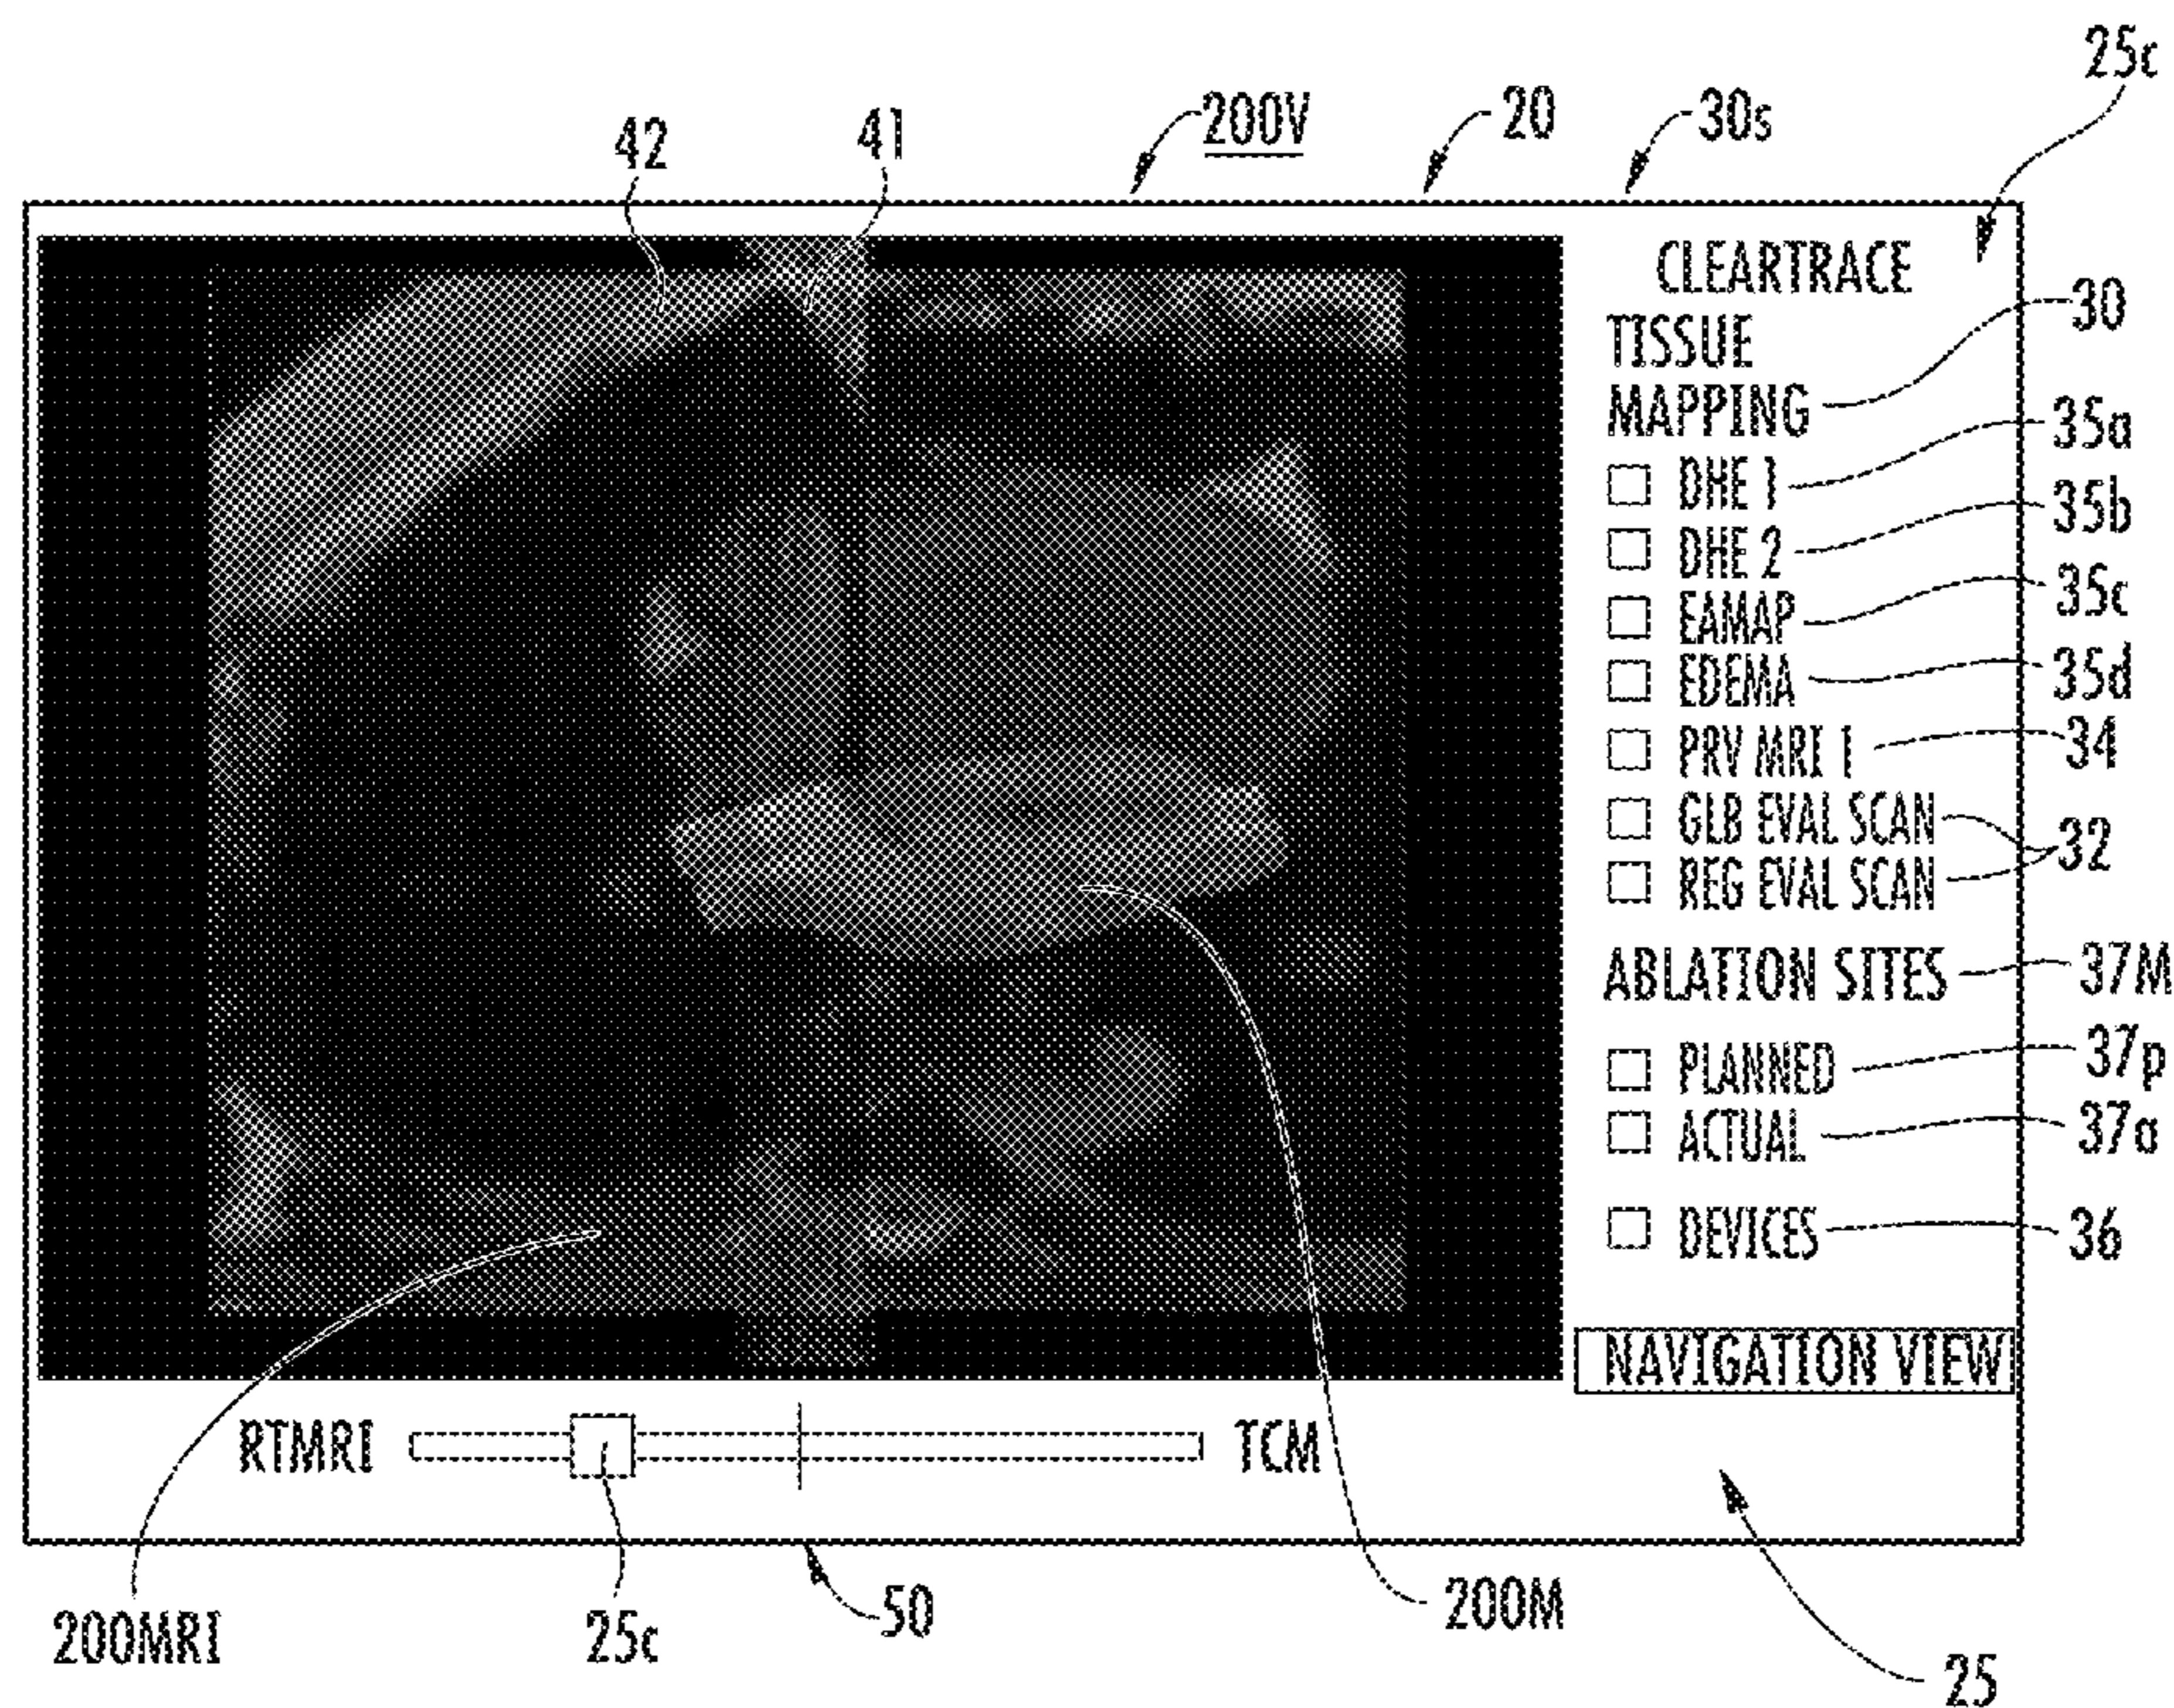 25c
200V
20
30s
42
41
CLEARTRACE
30
TISSUE
MAPPING
35a
DHE 1
35b
DHE 2
35c
EAMAP
35d
EDEMA
34
PRV MRI 1
GLB EVAL SCAN
32
REG EVAL SCAN
ABLATION SITES
37M
PLANNED
37p
ACTUAL
37a
DEVICES
36
NAVIGATION VIEW
RTMRI
TCM
200MRI
25c
50
200M
25